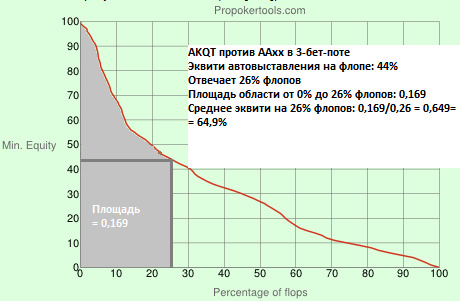 Propokertools.com
AKQT против AAxx в 3-бет-поте
Эквити автовыставления на флопе: 44%
Отвечает 26% флопов
Площадь области от 0% до 26% флопов: 0,169
Среднее эквити на 26% флопов: 0,169/0,26 = 0,649=
= 64,9%
100
90
80
70
60
50
40
30
20
10
0
Min. Equity
Площадь
= 0,169
0
10
20
30
40
50
60
70
80
90
100
Percentage of flops